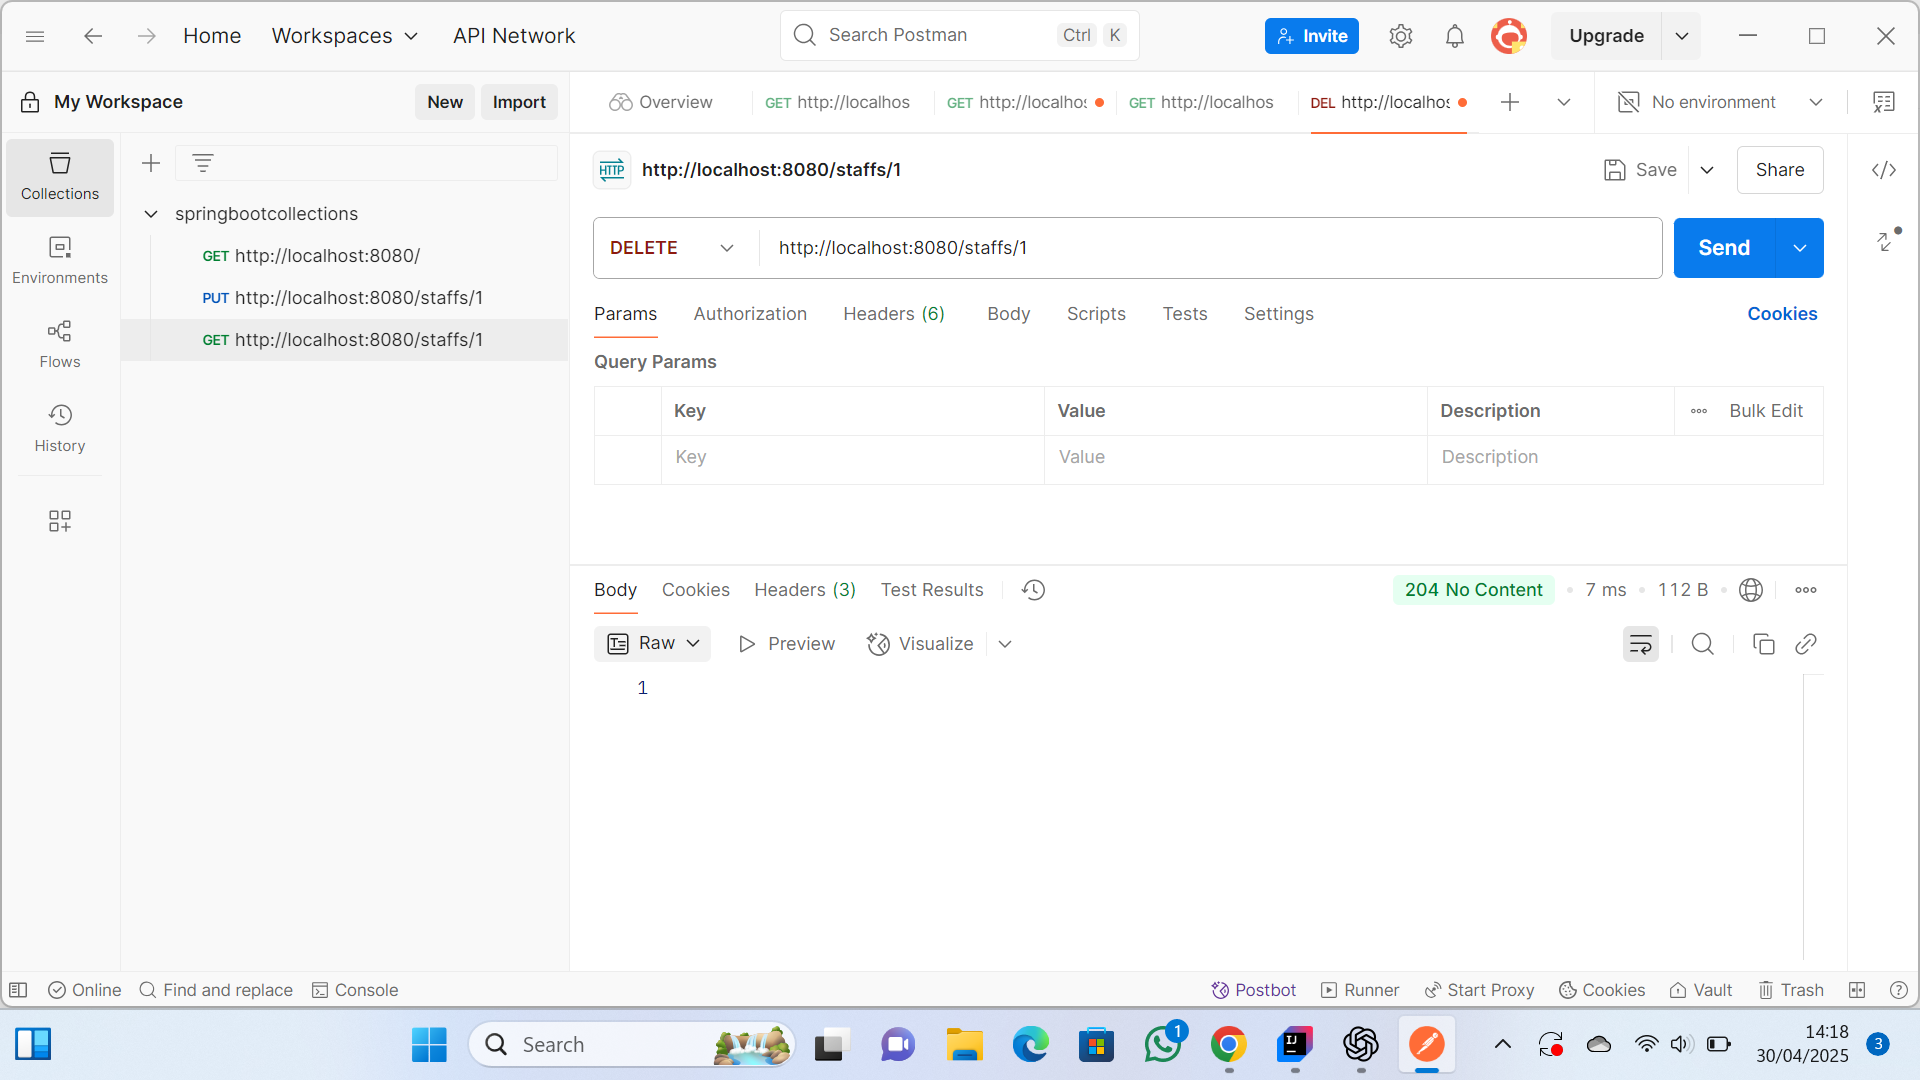 Home
Workspaces
API Network
Search Postman
Ctrl
K
Invite
Upgrade
My Workspace
New
Import
Overview
GET http://localhos
GET http://localhos
GET http://localhos
DEL http://localhos
No environment
Collections
Environments
Flows
History
springbootcollections
GET http://localhost:8080/
PUT http://localhost:8080/staffs/1
GET http://localhost:8080/staffs/1
HTTP
http://localhost:8080/staffs/1
Save
Share
DELETE
http://localhost:8080/staffs/1
Send
Params
Authorization
Headers (6)
Body
Scripts
Tests
Settings
Cookies
Query Params
Key
Value
Description
Bulk Edit
Key
Value
Description
Body
Cookies
Headers (3)
Test Results
204 No Content
7 ms
112 B
Raw
Preview
Visualize
1
Online
Find and replace
Console
Postbot
Runner
Start Proxy
Cookies
Vault
Trash
Search
1
IJ
14:18
30/04/2025
3